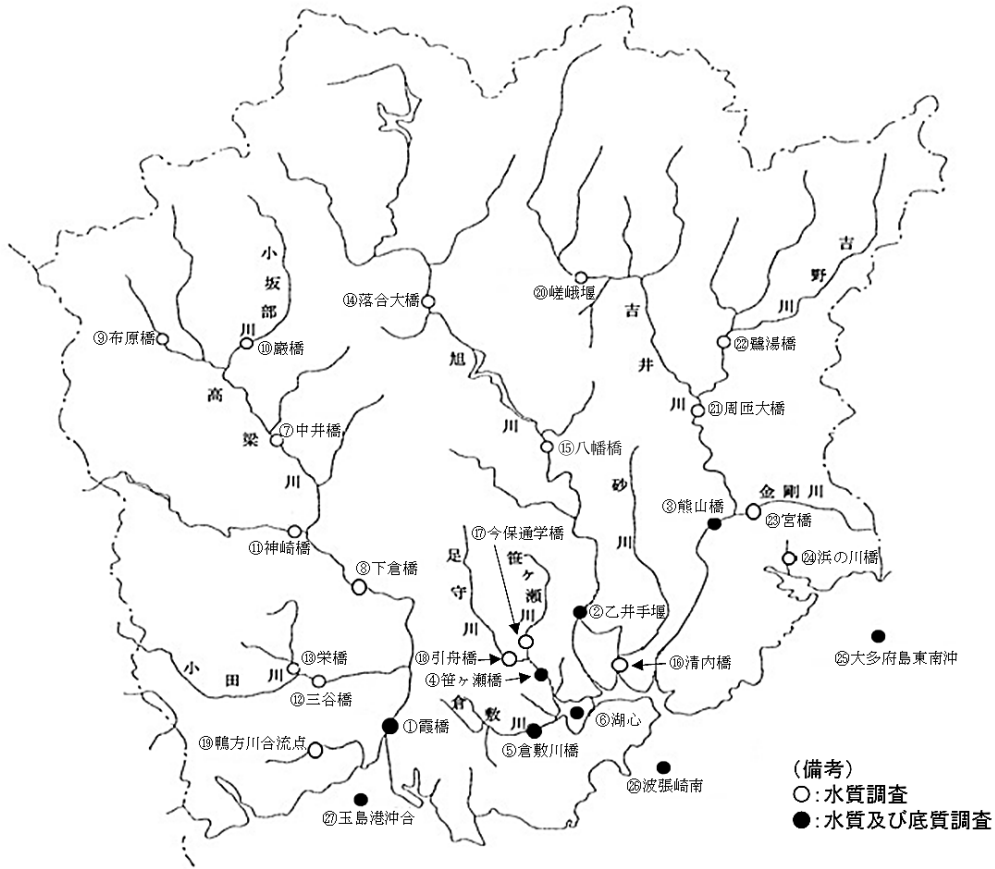 小坂部川
吉野川
⑭落合大橋
⑳嵯峨堰
⑨布原橋
⑩巖橋
㉒鷺湯橋
吉井川
旭川
高梁川
㉑周匝大橋
⑦中井橋
⑮八幡橋
砂川
金剛川
③熊山橋
㉓宮橋
⑪神崎橋
⑰今保通学橋
足守川
笹ヶ瀬川
㉔浜の川橋
⑧下倉橋
②乙井手堰
㉕大多府島東南沖
⑬栄橋
⑱引舟橋
⑯清内橋
小田川
④笹ヶ瀬橋
⑫三谷橋
倉敷川
①霞橋
⑥湖心
⑲鴨方川合流点
⑤倉敷川橋
㉖波張崎南
㉗玉島港沖合
(備考)
○:水質調査
●:水質及び底質調査